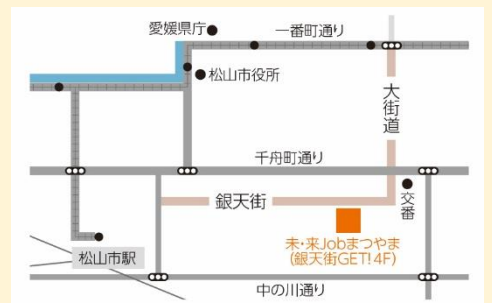 愛媛県庁
一番町通り
松山市役所
大街道
千舟町通り
銀天街
交番
未・来Jobまつやま
(銀天街GET!4F)
松山市駅
中の川通り